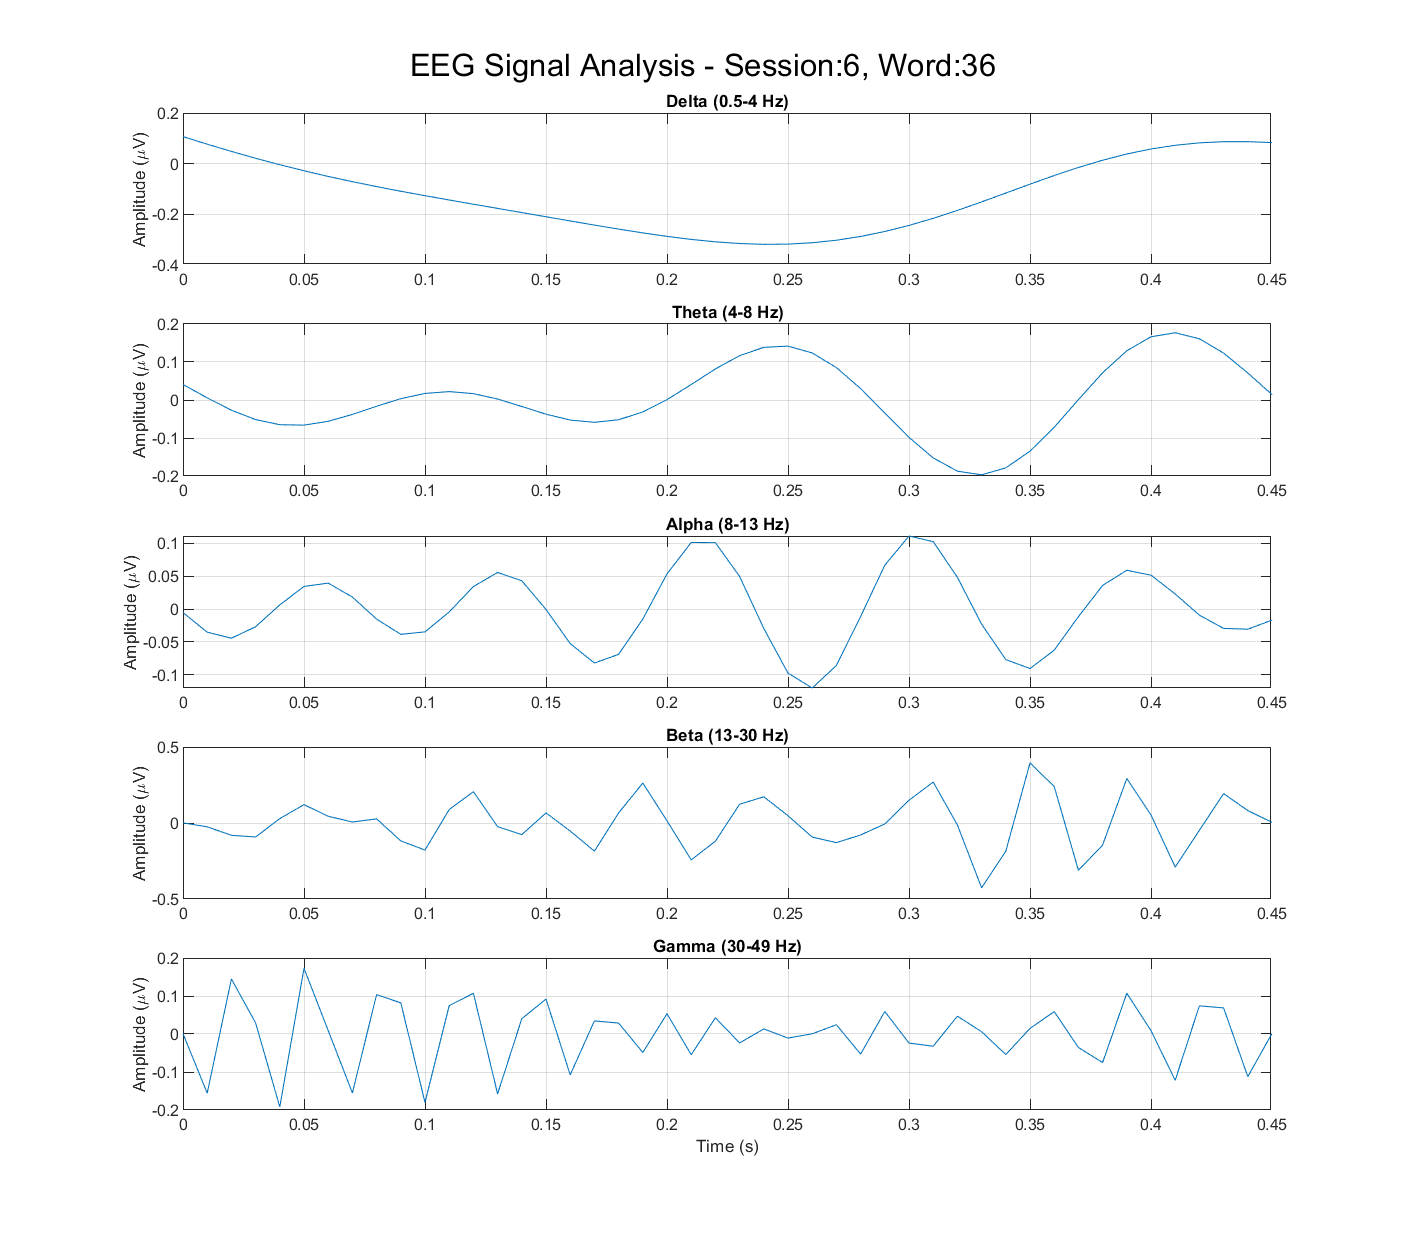 EEG Signal Analysis - Session:6, Word:36
Delta (0.5-4 Hz)
Amplitude (μV)
0.2
0
-0.2
-0.4
0 0.05 0.1 0.15 0.2 0.25 0.3 0.35 0.4 0.45
Theta (4-8 Hz)
Amplitude (μV)
0.2
0.1
0
-0.1
-0.2
0 0.05 0.1 0.15 0.2 0.25 0.3 0.35 0.4 0.45
Alpha (8-13 Hz)
Amplitude (μV)
0.1
0.05
0
-0.05
-0.1
0 0.05 0.1 0.15 0.2 0.25 0.3 0.35 0.4 0.45
Beta (13-30 Hz)
Amplitude (μV)
0.5
0
-0.5
0 0.05 0.1 0.15 0.2 0.25 0.3 0.35 0.4 0.45
Gamma (30-49 Hz)
Amplitude (μV)
0.2
0.1
0
-0.1
-0.2
0 0.05 0.1 0.15 0.2 0.25 0.3 0.35 0.4 0.45
Time (s)